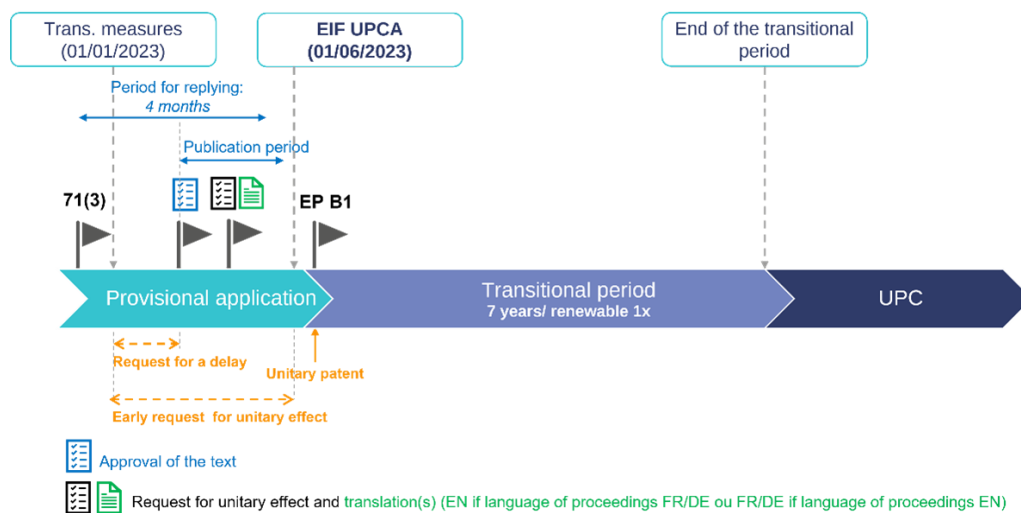 Trans. measures
(01/01/2023)
EIF UPCA
(01/06/2023)
End of the transitional
period
Period for replying:
4 months
Publication period
71(3)
EP B1
Provisional application
Transitional period
7 years/ renewable 1x
UPC
Request for a delay
Unitary patent
Early request for unitary effect
Approval of the text
Request for unitary effect and translation(s) (EN if language of proceedings FR/DE ou FR/DE if language of proceedings EN)